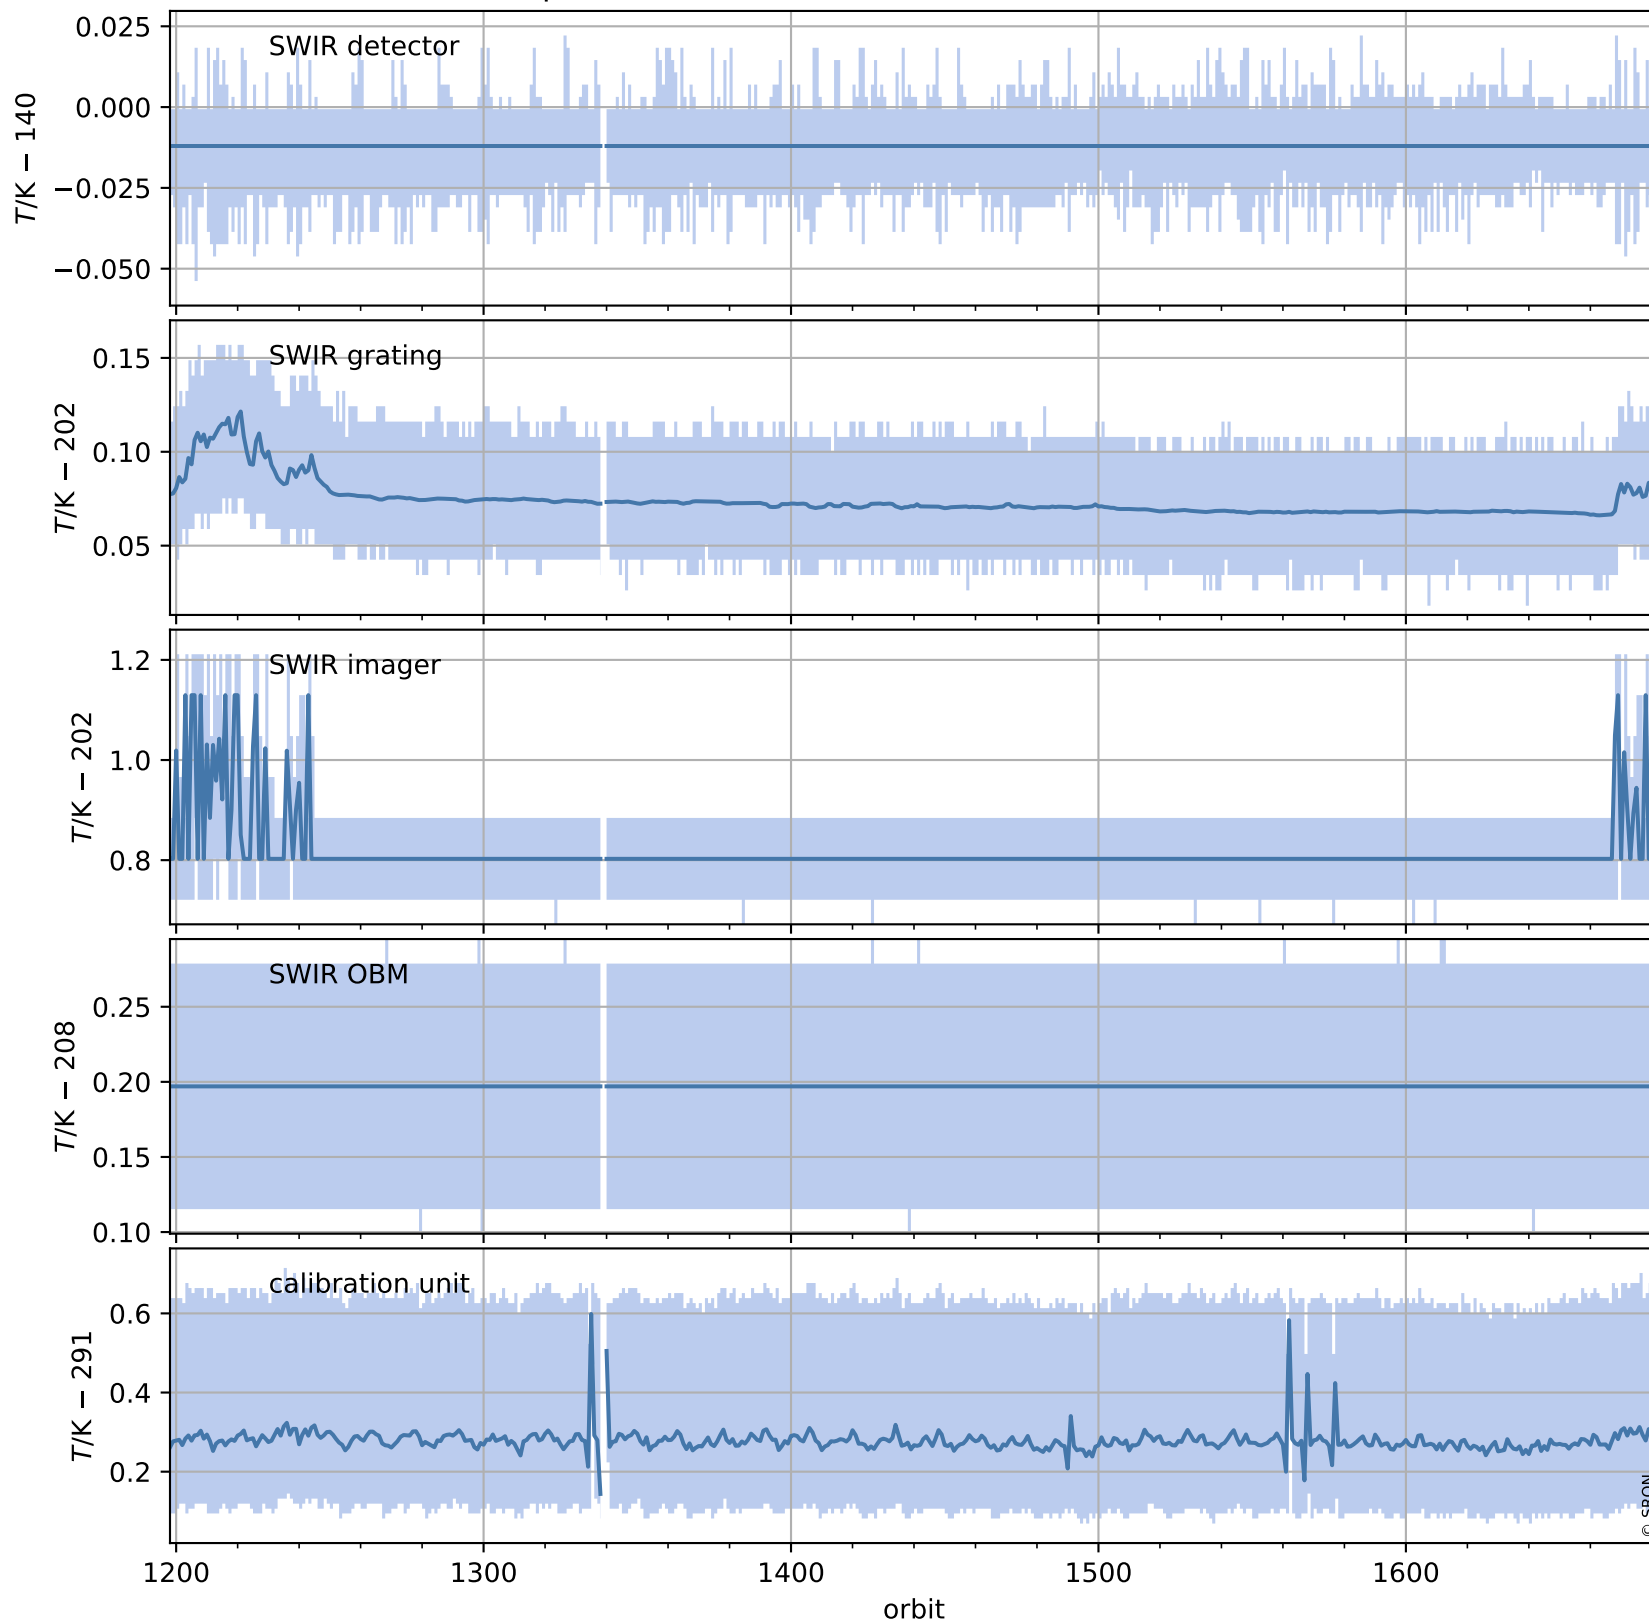 0.025
0.000
−0.025
−0.050
T/K − 140
SWIR detector
0.15
0.10
0.05
T/K − 202
SWIR grating
1.2
1.0
0.8
T/K − 202
SWIR imager
0.25
0.20
0.15
0.10
T/K − 208
SWIR OBM
0.6
0.4
0.2
T/K − 291
calibration unit
© SRON
1200 1300 1400 1500 1600
orbit